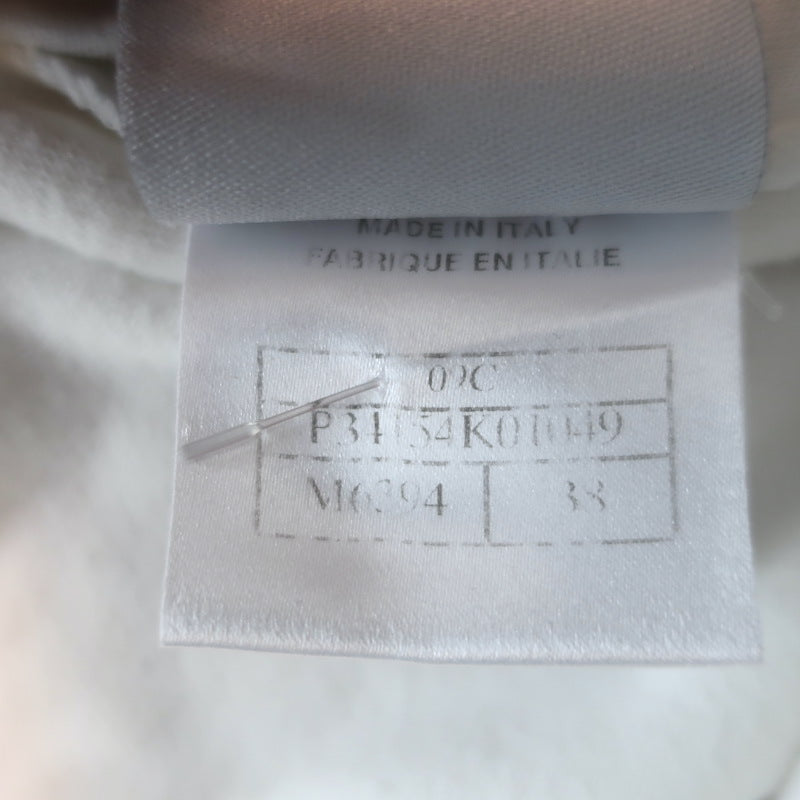 MADE IN ITALY
FABRIQUE EN ITALIE
09C
P34154K01049
M6394 38